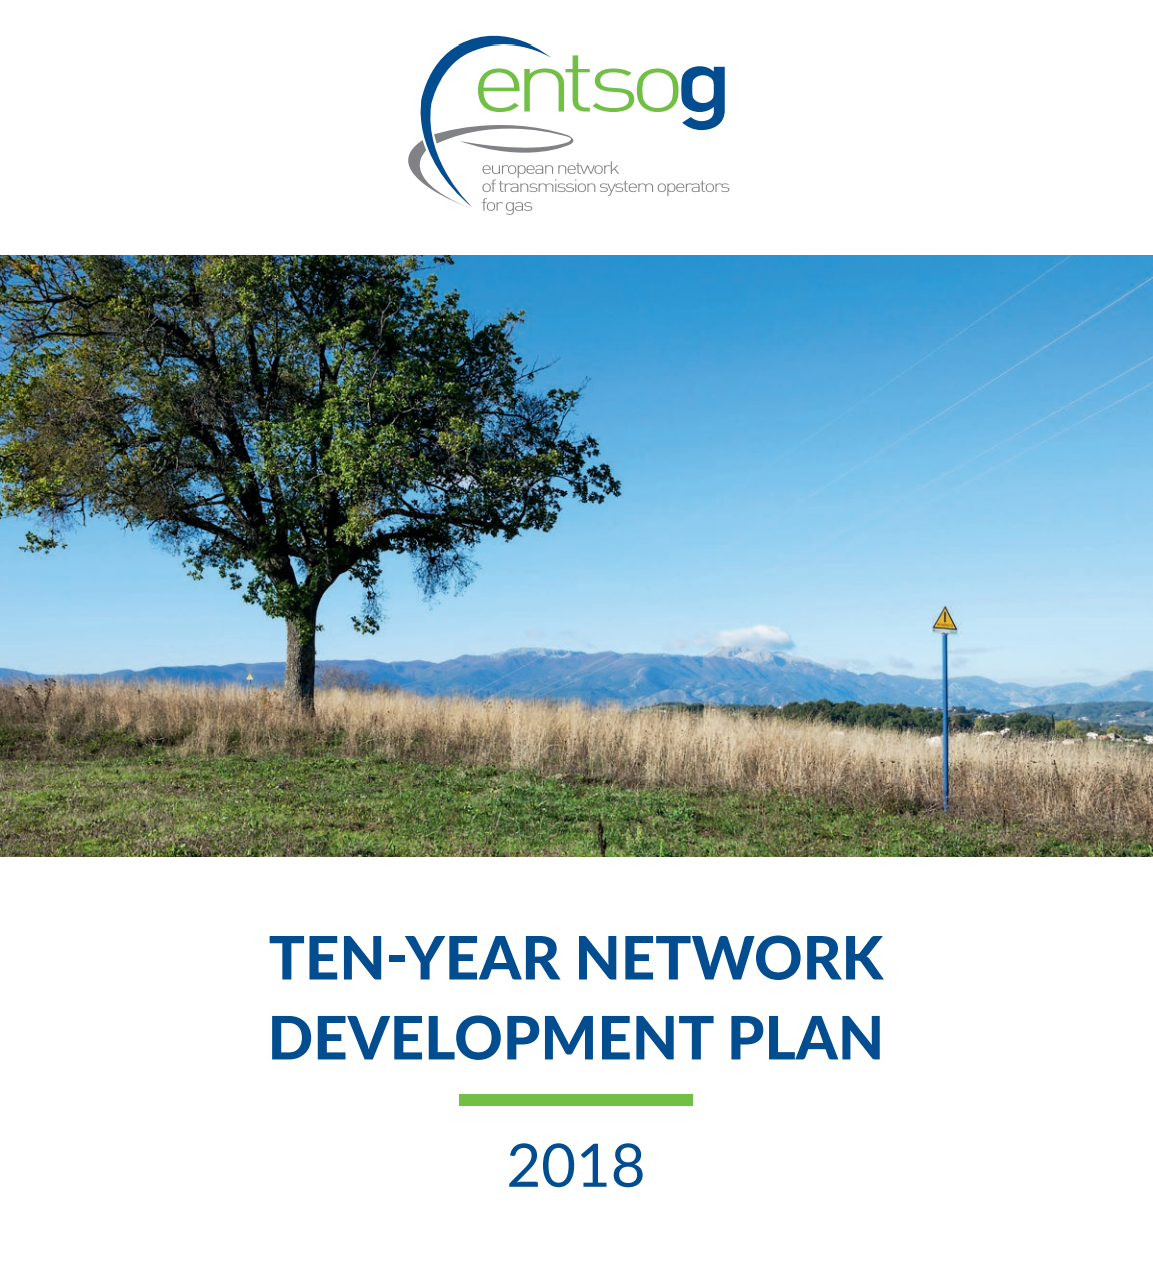 entsog
european network
of transmission system operators
for gas
TEN-YEAR NETWORK
DEVELOPMENT PLAN
2018